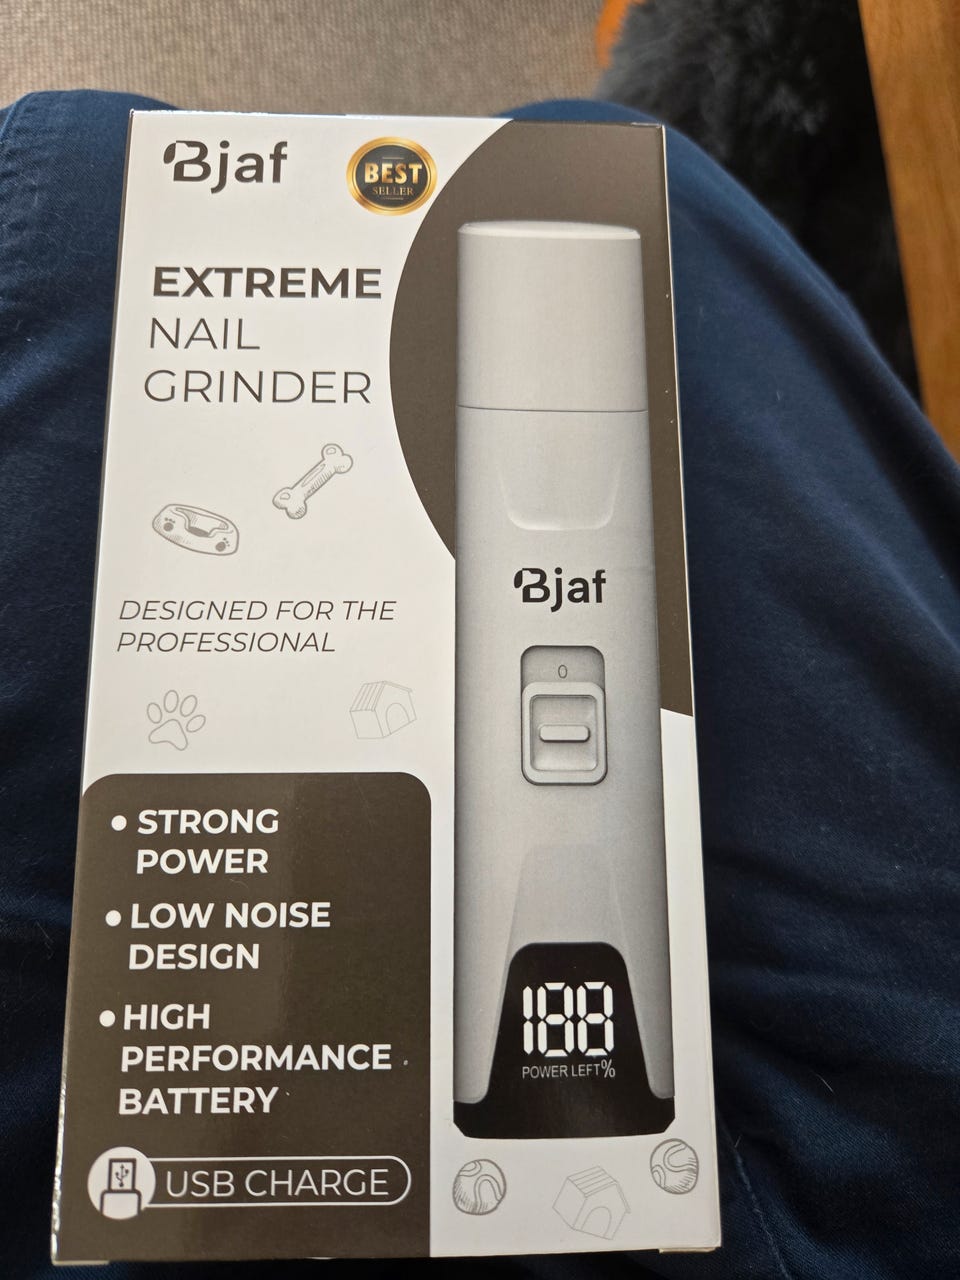 Bjaf
BEST
SELLER
EXTREME
NAIL
GRINDER
DESIGNED FOR THE
PROFESSIONAL
• STRONG
POWER
• LOW NOISE
DESIGN
• HIGH
PERFORMANCE
BATTERY
USB CHARGE
Bjaf
0
188
POWER LEFT%